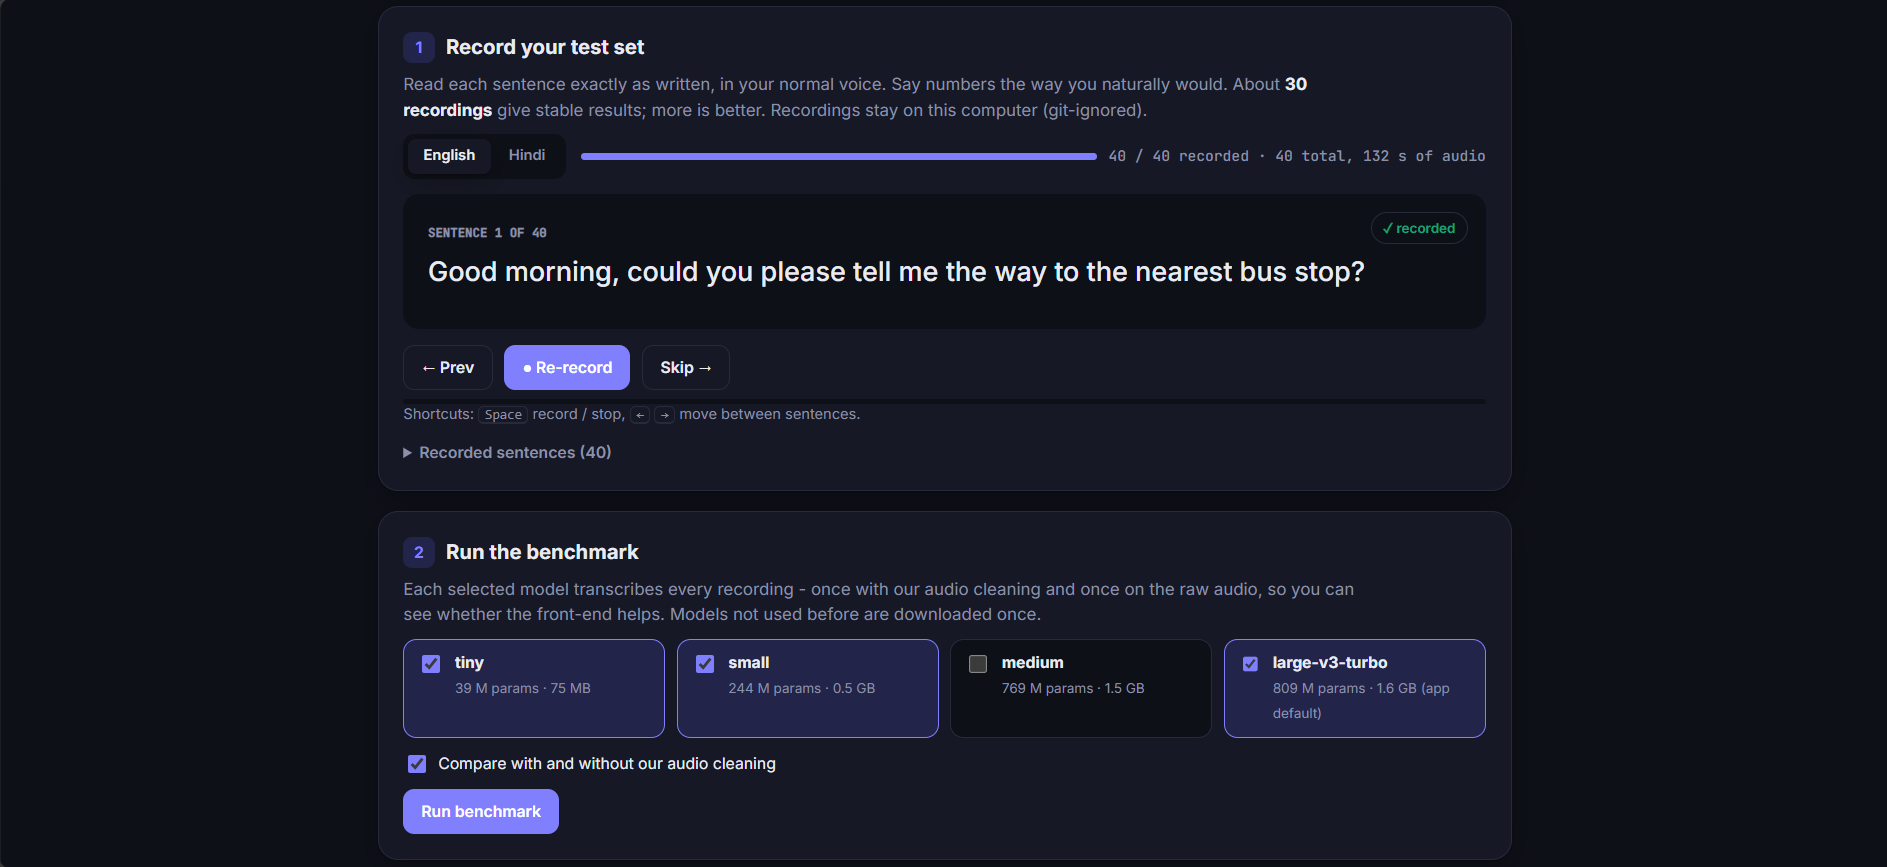 1 Record your test set
Read each sentence exactly as written, in your normal voice. Say numbers the way you naturally would. About 30
recordings give stable results; more is better. Recordings stay on this computer (git-ignored).
English Hindi 40 / 40 recorded · 40 total, 132 s of audio
SENTENCE 1 OF 40
✓ recorded
Good morning, could you please tell me the way to the nearest bus stop?
← Prev ● Re-record Skip →
Shortcuts: Space record / stop, ← → move between sentences.
▶ Recorded sentences (40)
2 Run the benchmark
Each selected model transcribes every recording - once with our audio cleaning and once on the raw audio, so you can
see whether the front-end helps. Models not used before are downloaded once.
tiny
39 M params · 75 MB
small
244 M params · 0.5 GB
medium
769 M params · 1.5 GB
large-v3-turbo
809 M params · 1.6 GB (app
default)
Compare with and without our audio cleaning
Run benchmark